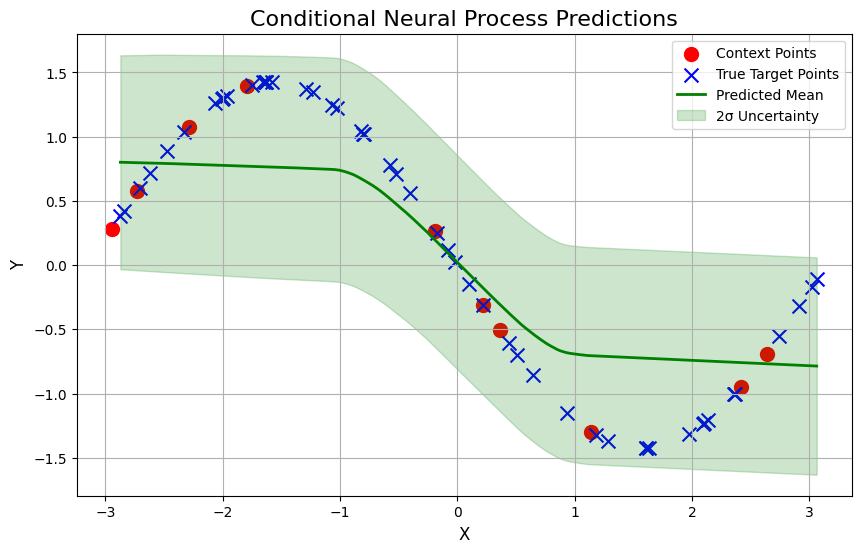 Conditional Neural Process Predictions
Context Points
True Target Points
Predicted Mean
2σ Uncertainty
Y
1.5
1.0
0.5
0.0
−0.5
−1.0
−1.5
−3 −2 −1 0 1 2 3
X